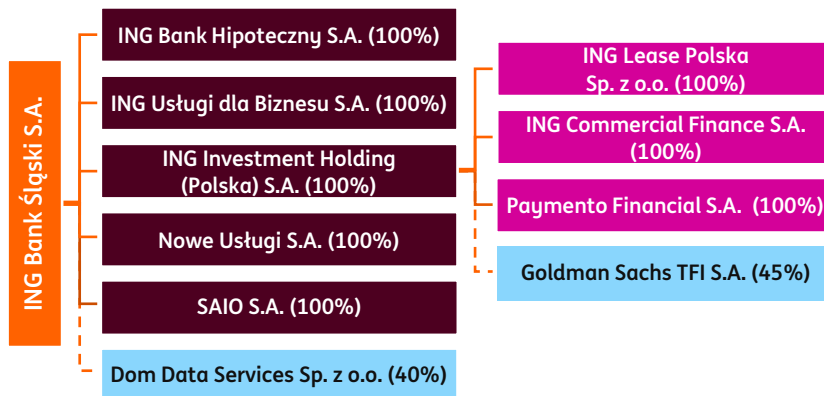 ING Bank Śląski S.A.
ING Bank Hipoteczny S.A. (100%)
ING Usługi dla Biznesu S.A. (100%)
ING Investment Holding
(Polska) S.A. (100%)
Nowe Usługi S.A. (100%)
SAIO S.A. (100%)
Dom Data Services Sp. z o.o. (40%)
ING Lease Polska
Sp. z o.o. (100%)
ING Commercial Finance S.A.
(100%)
Paymento Financial S.A. (100%)
Goldman Sachs TFI S.A. (45%)